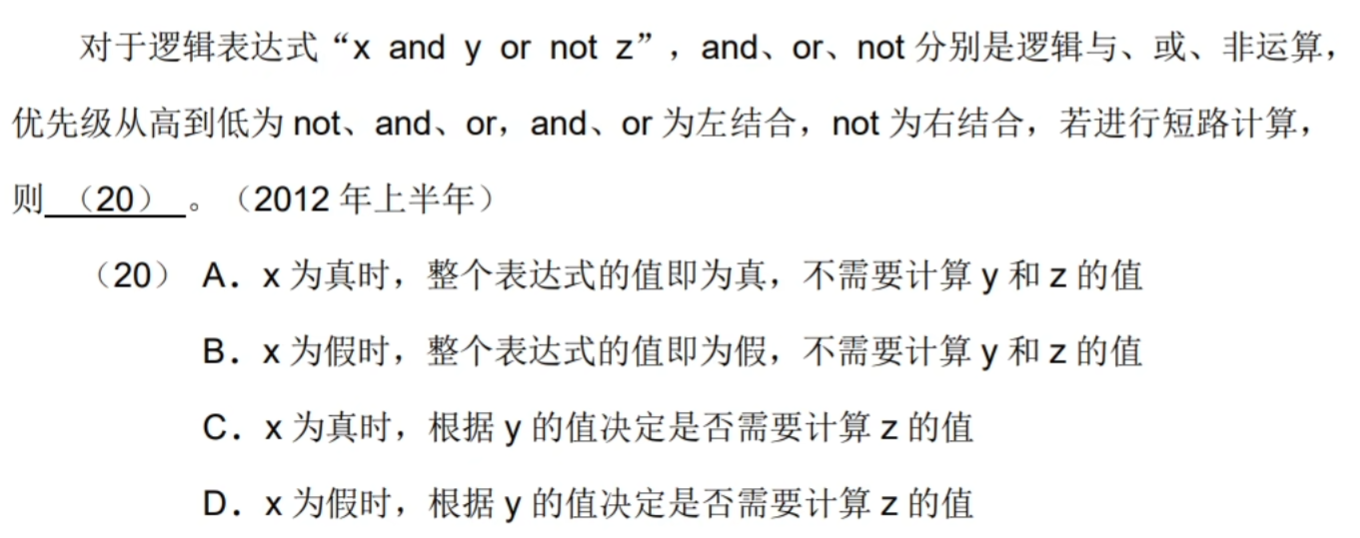 对于逻辑表达式“x and y or not z”，and、or、not 分别是逻辑与、或、非运算，
优先级从高到低为 not、and、or，and、or 为左结合，not 为右结合，若进行短路计算，
则 （20） 。（2012 年上半年）
（20） A．x 为真时，整个表达式的值即为真，不需要计算 y 和 z 的值
B．x 为假时，整个表达式的值即为假，不需要计算 y 和 z 的值
C．x 为真时，根据 y 的值决定是否需要计算 z 的值
D．x 为假时，根据 y 的值决定是否需要计算 z 的值